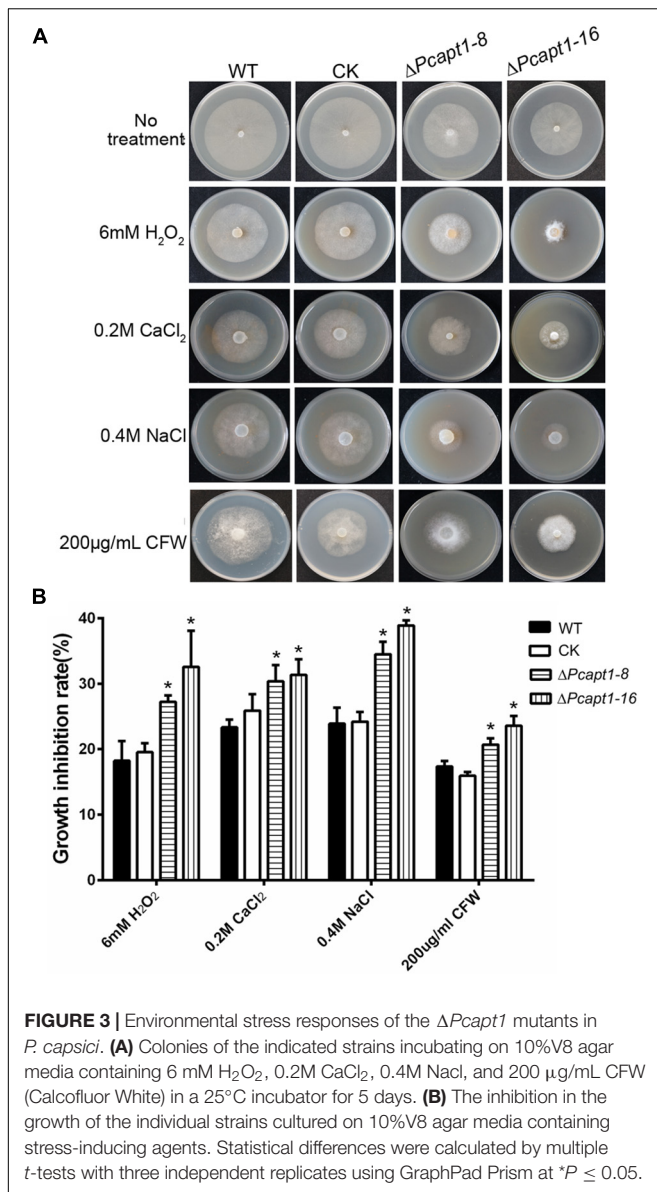 A
WT CK ΔPcapt1-8 ΔPcapt1-16
No
treatment
6mM H₂O₂
0.2M CaCl₂
0.4M NaCl
200μg/mL CFW
B
Growth inhibition rate(%)
40
30
20
10
0
* * * * * * * *
WT
CK
ΔPcapt1-8
ΔPcapt1-16
6mM H₂O₂
0.2M CaCl₂
0.4M NaCl
200ug/ml CFW
FIGURE 3 | Environmental stress responses of the ΔPcapt1 mutants in
P. capsici. (A) Colonies of the indicated strains incubating on 10%V8 agar
media containing 6 mM H₂O₂, 0.2M CaCl₂, 0.4M Nacl, and 200 μg/mL CFW
(Calcofluor White) in a 25°C incubator for 5 days. (B) The inhibition in the
growth of the individual strains cultured on 10%V8 agar media containing
stress-inducing agents. Statistical differences were calculated by multiple
t-tests with three independent replicates using GraphPad Prism at *P ≤ 0.05.